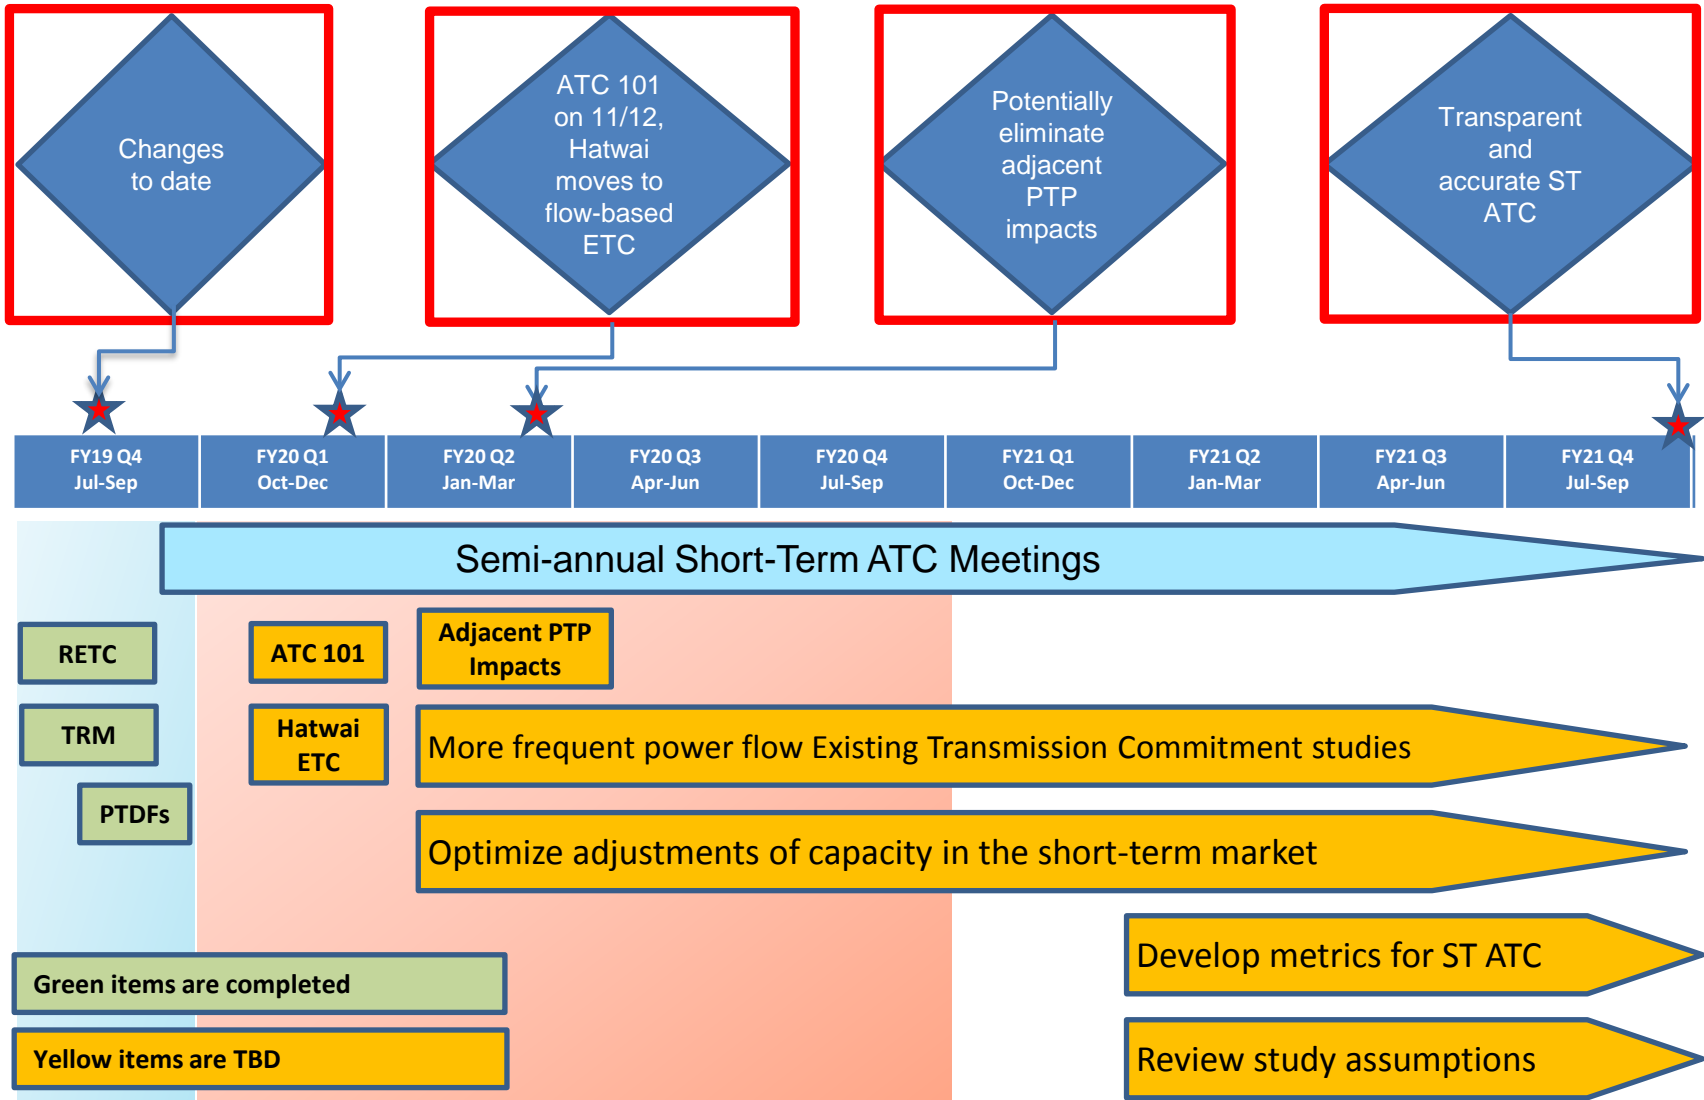 Changes
to date
ATC 101
on 11/12,
Hatwai
moves to
flow-based
ETC
Potentially
eliminate
adjacent
PTP
impacts
Transparent
and
accurate ST
ATC
FY19 Q4
Jul-Sep
FY20 Q1
Oct-Dec
FY20 Q2
Jan-Mar
FY20 Q3
Apr-Jun
FY20 Q4
Jul-Sep
FY21 Q1
Oct-Dec
FY21 Q2
Jan-Mar
FY21 Q3
Apr-Jun
FY21 Q4
Jul-Sep
Semi-annual Short-Term ATC Meetings
RETC
ATC 101
Adjacent PTP
Impacts
TRM
Hatwai
ETC
More frequent power flow Existing Transmission Commitment studies
PTDFs
Optimize adjustments of capacity in the short-term market
Develop metrics for ST ATC
Green items are completed
Yellow items are TBD
Review study assumptions